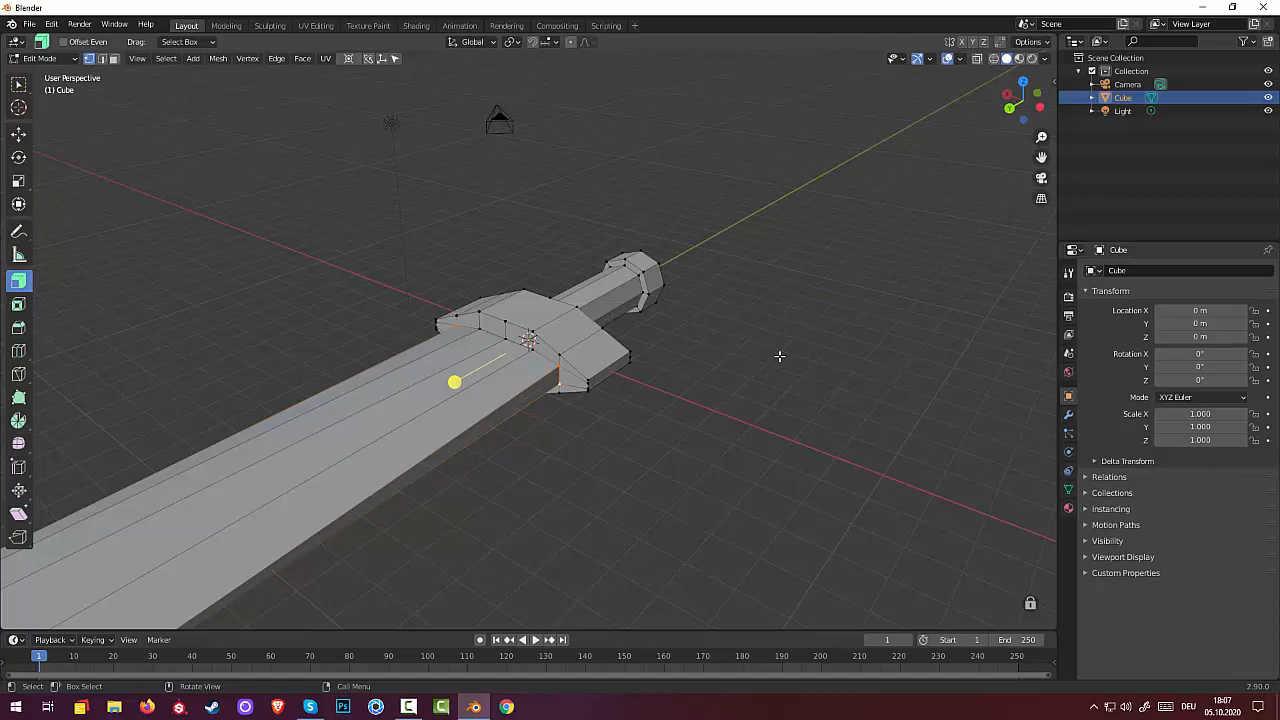 Blender
File Edit Render Window Help Layout Modeling Sculpting UV Editing Texture Paint Shading Animation Rendering Compositing Scripting + Scene View Layer
Offset Even Drag: Select Box Global Options
X Y Z
Edit Mode View Select Add Mesh Vertex Edge Face UV
User Perspective
(1) Cube
Scene Collection
Collection
Camera
Cube
Light
Cube
Cube
Transform
Location X 0 m
Y 0 m
Z 0 m
Rotation X 0°
Y 0°
Z 0°
Mode XYZ Euler
Scale X 1.000
Y 1.000
Z 1.000
Delta Transform
Relations
Collections
Instancing
Motion Paths
Visibility
Viewport Display
Custom Properties
Playback Keying View Marker 1 Start 1 End 250
1 10 20 30 40 50 60 70 80 90 100 110 120 130 140 150 160 170 180 190 200 210 220 230 240 250
Select Box Select Rotate View Call Menu 2.90.0
DEU 18:07
05.10.2020